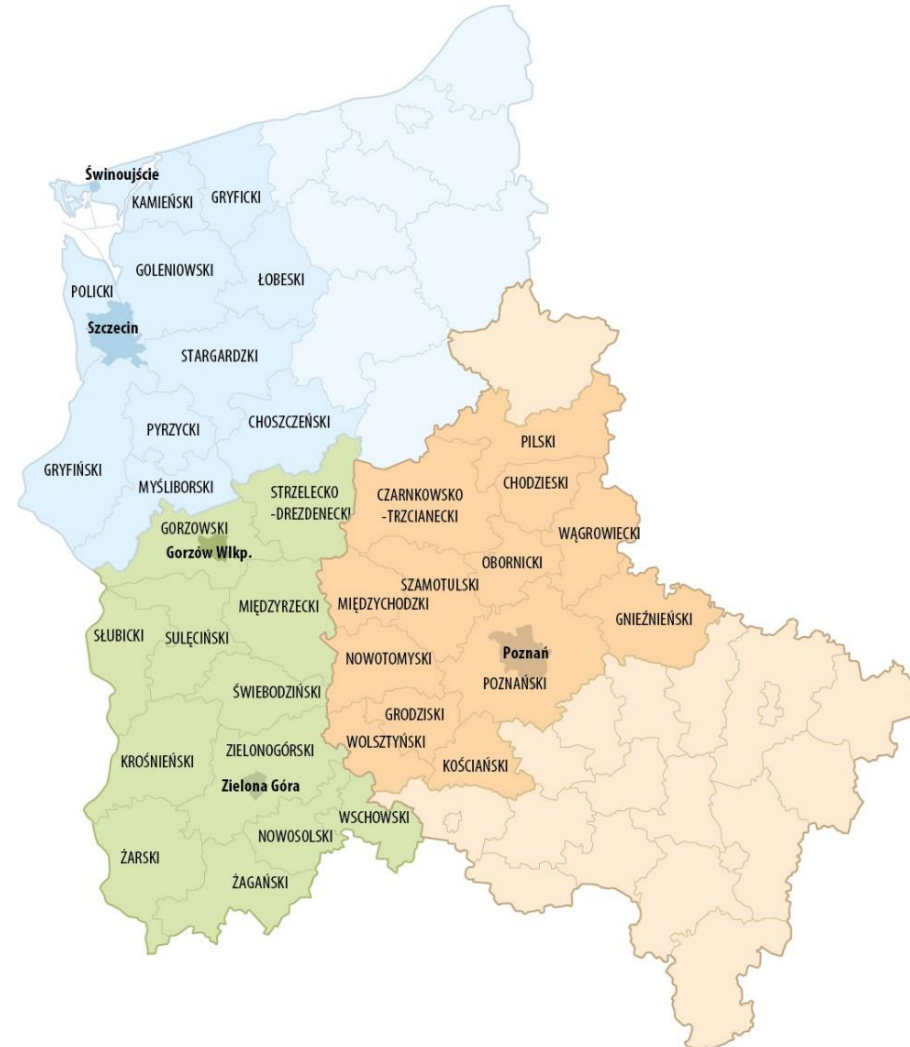 Świnoujście
KAMIEŃSKI
GRYFICKI
GOLENIOWSKI
ŁOBESKI
POLICKI
Szczecin
STARGARDZKI
CHOSZCZEŃSKI
PYRZYCKI
GRYFIŃSKI
MYŚLIBORSKI
PILSKI
CHODZIESKI
STRZELECKO
-DREZDENECKI
CZARNKOWSKO
-TRZCIANECKI
GORZOWSKI
Gorzów Wlkp.
WĄGROWIECKI
OBORNICKI
SZAMOTULSKI
MIĘDZYRZECKI
MIĘDZYCHODZKI
GNIEŹNIEŃSKI
SŁUBICKI
SULĘCIŃSKI
Poznań
NOWOTOMYSKI
POZNAŃSKI
ŚWIEBODZIŃSKI
GRODZISKI
WOLSZTYŃSKI
ZIELONOGÓRSKI
KROŚNIEŃSKI
KOŚCIAŃSKI
Zielona Góra
WSCHOWSKI
NOWOSOLSKI
ŻARSKI
ŻAGAŃSKI